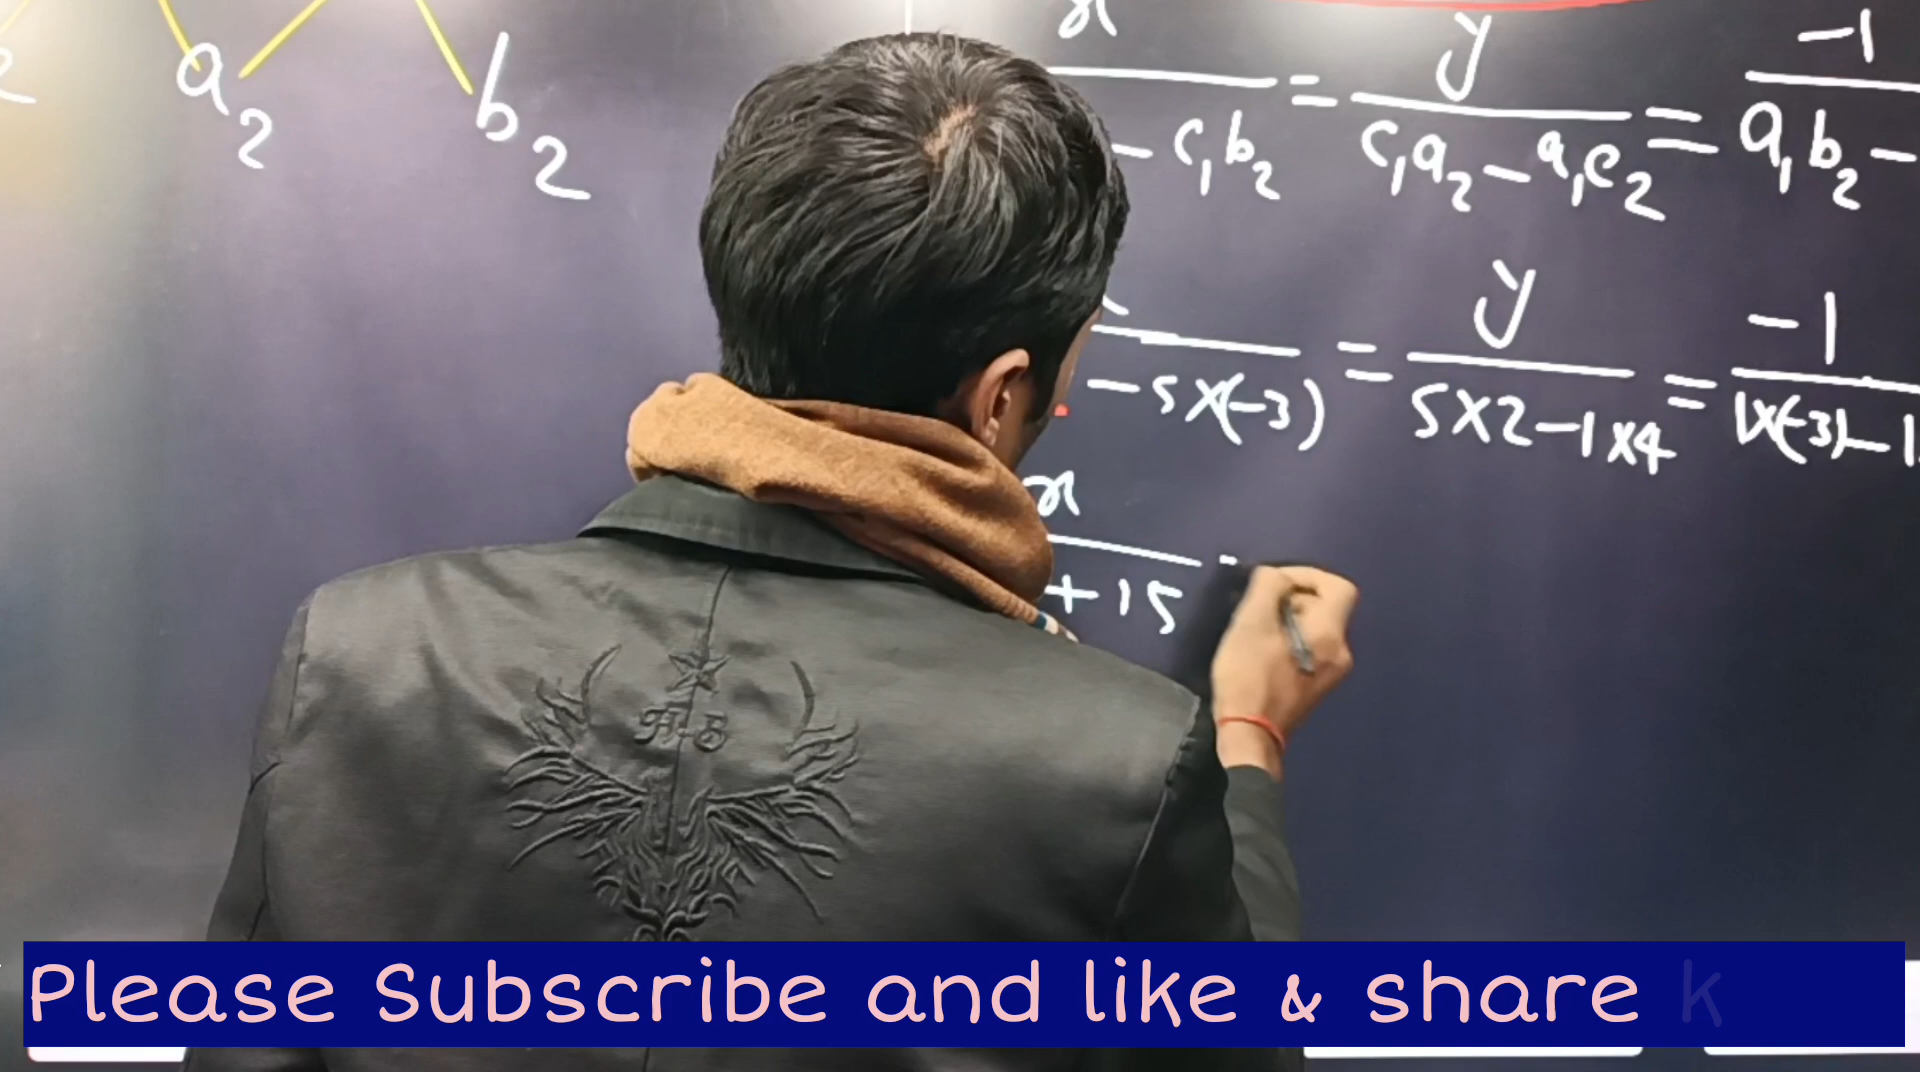 x y -1
a2 b2 = = 
- c1b2 c1a2 - a1c2 a1b2 -
y -1
- 5x(-3) = 5x2-1x4 = 1x(-3)-1
x
+ 15
A-B
Please Subscribe and like & share k